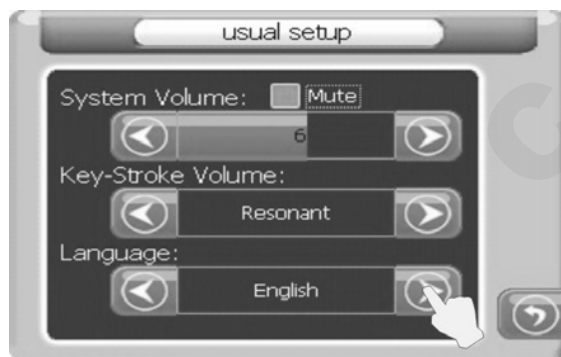 usual setup
System Volume: Mute
6
Key-Stroke Volume:
Resonant
Language:
English